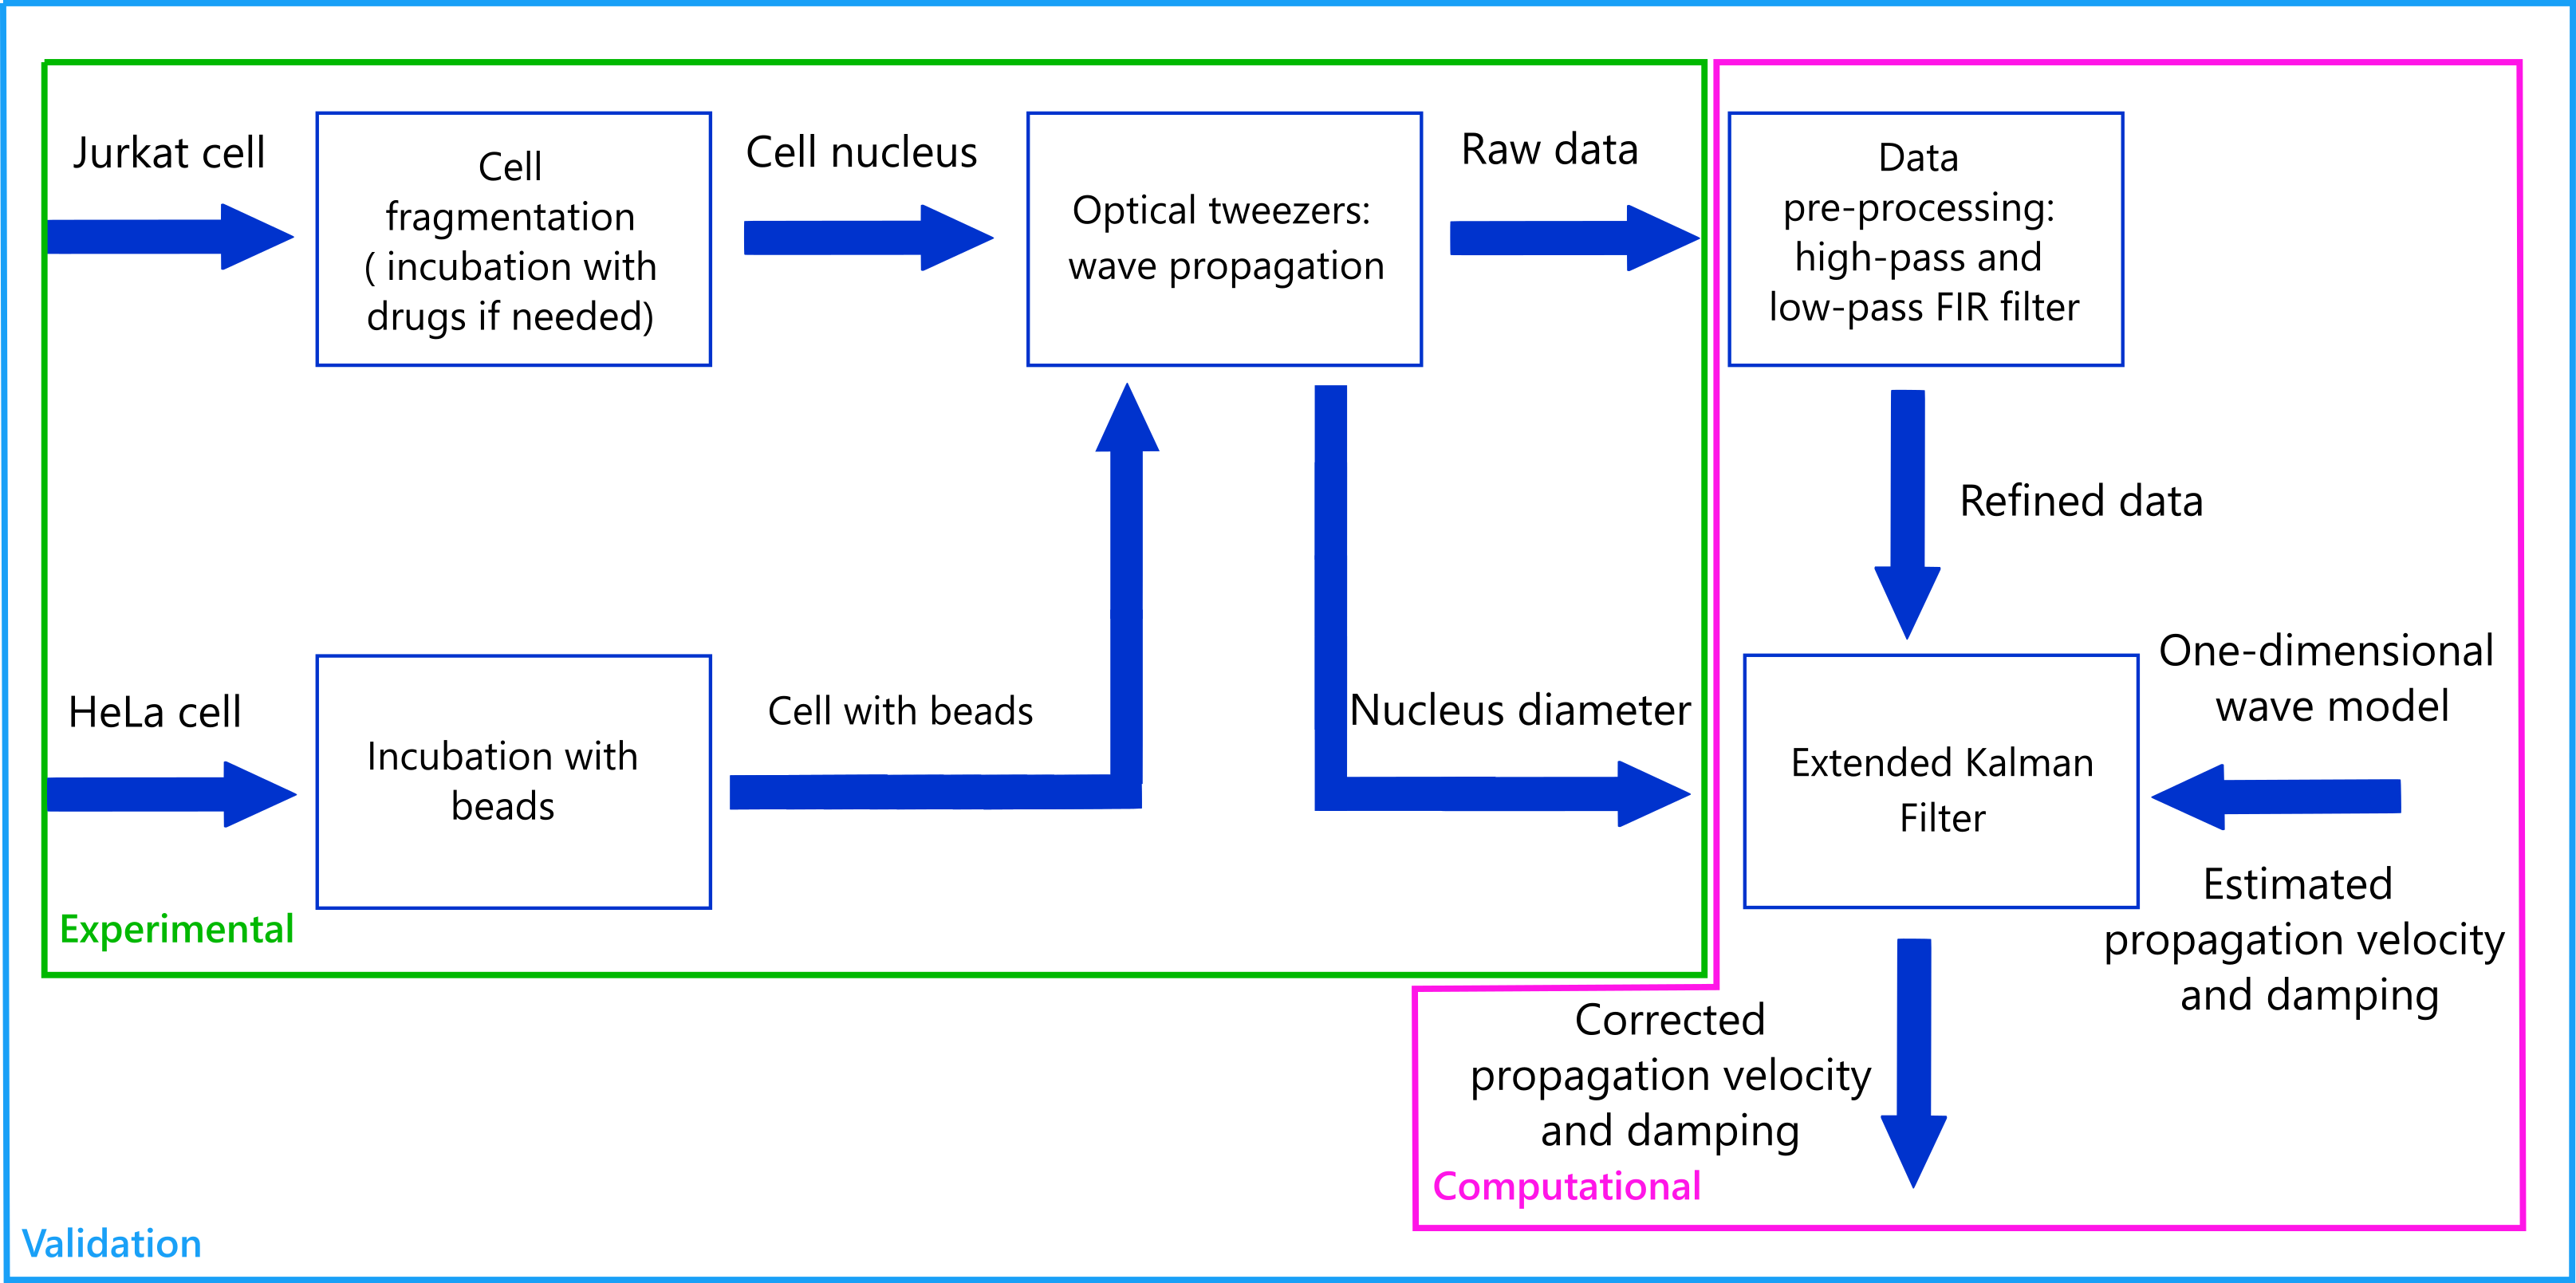 Jurkat cell
Cell
fragmentation
( incubation with
drugs if needed)
Cell nucleus
Optical tweezers:
wave propagation
Raw data
Data
pre-processing:
high-pass and
low-pass FIR filter
Refined data
HeLa cell
Incubation with
beads
Cell with beads
Nucleus diameter
Extended Kalman
Filter
One-dimensional
wave model
Estimated
propagation velocity
and damping
Experimental
Corrected
propagation velocity
and damping
Computational
Validation